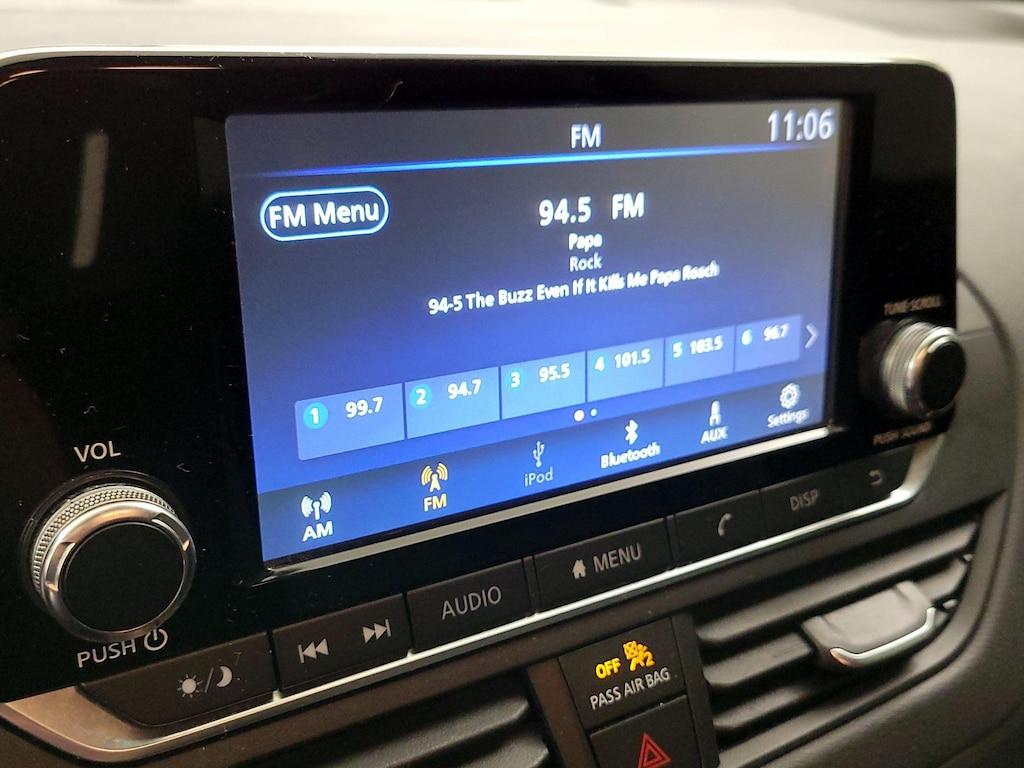 FM
11:06
FM Menu
94.5 FM
Papa
Rock
94-5 The Buzz Even If It Kills Me Papa Roach
1 99.7
2 94.7
3 95.5
4 101.5
5 103.5
6 96.7
AM
FM
iPod
Bluetooth
AUX
Settings
VOL
PUSH
TUNE·SCROLL
PUSH SOUND
AUDIO
MENU
DISP
OFF 2
PASS AIR BAG